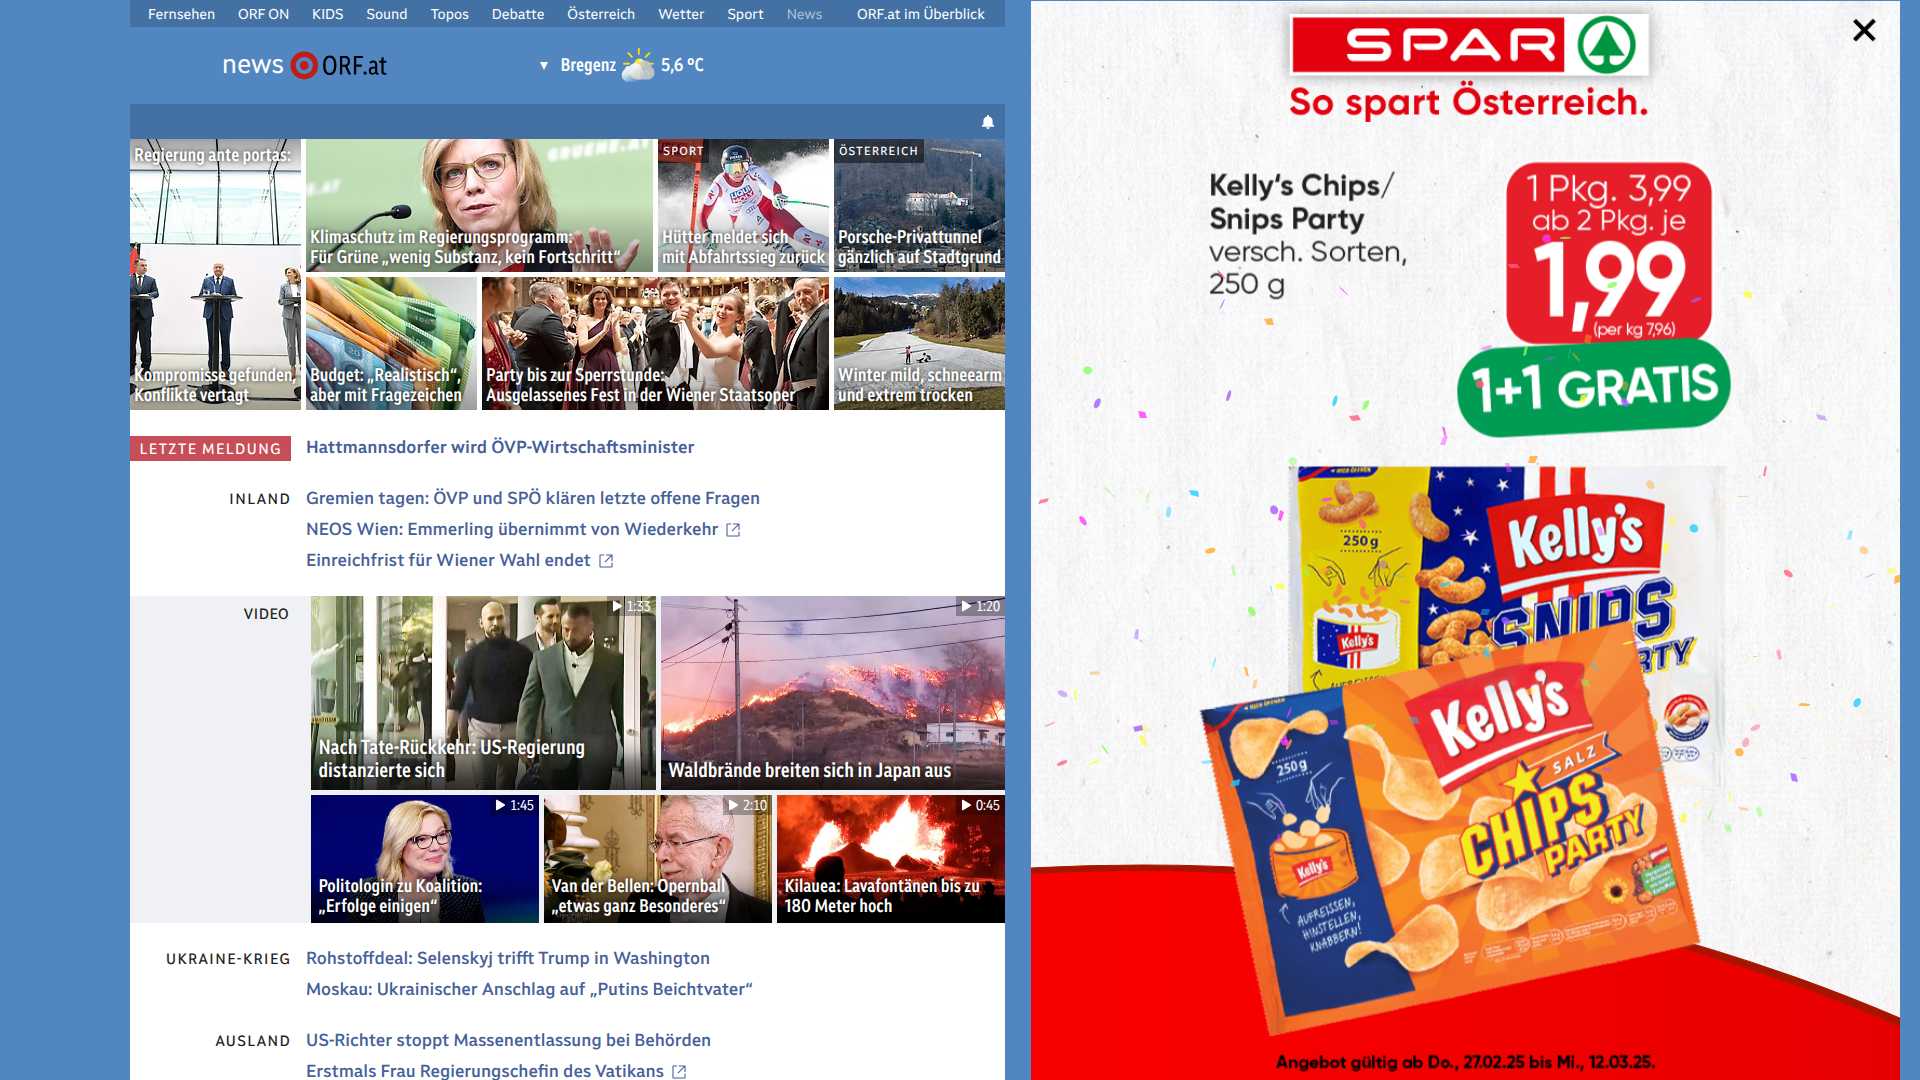 Fernsehen ORF ON KIDS Sound Topos Debatte Österreich Wetter Sport News ORF.at im Überblick
news ORF.at
▼ Bregenz 5,6 °C
Regierung ante portas:
Kompromisse gefunden,
Konflikte vertagt
Klimaschutz im Regierungsprogramm:
Für Grüne „wenig Substanz, kein Fortschritt“
SPORT
Hütter meldet sich
mit Abfahrtssieg zurück
ÖSTERREICH
Porsche-Privattunnel
gänzlich auf Stadtgrund
Budget: „Realistisch“,
aber mit Fragezeichen
Party bis zur Sperrstunde:
Ausgelassenes Fest in der Wiener Staatsoper
Winter mild, schneearm
und extrem trocken
LETZTE MELDUNG
Hattmannsdorfer wird ÖVP-Wirtschaftsminister
INLAND
Gremien tagen: ÖVP und SPÖ klären letzte offene Fragen
NEOS Wien: Emmerling übernimmt von Wiederkehr
Einreichfrist für Wiener Wahl endet
VIDEO
1:33
Nach Tate-Rückkehr: US-Regierung
distanzierte sich
1:20
Waldbrände breiten sich in Japan aus
1:45
Politologin zu Koalition:
„Erfolge einigen“
2:10
Van der Bellen: Opernball
„etwas ganz Besonderes“
0:45
Kilauea: Lavafontänen bis zu
180 Meter hoch
UKRAINE-KRIEG
Rohstoffdeal: Selenskyj trifft Trump in Washington
Moskau: Ukrainischer Anschlag auf „Putins Beichtvater“
AUSLAND
US-Richter stoppt Massenentlassung bei Behörden
Erstmals Frau Regierungschefin des Vatikans
SPAR
So spart Österreich.
Kelly's Chips/
Snips Party
versch. Sorten,
250 g
1 Pkg. 3,99
ab 2 Pkg. je
1,99
(per kg 7,96)
1+1 GRATIS
250g
Kelly's
Kelly's
SNIPS
PARTY
Kelly's
SALZ
CHIPS
PARTY
250g
Kelly's
AUFREISSEN,
HINSTELLEN,
KNABBERN!
Angebot gültig ab Do., 27.02.25 bis Mi., 12.03.25.